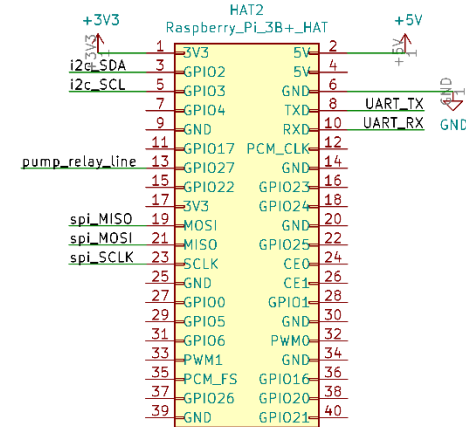 HAT2
Raspberry_Pi_3B+_HAT
+3V3 +5V
+3V3 1 3V3 5V 2 +5V
i2c_SDA 3 GPIO2 5V 4
i2c_SCL 5 GPIO3 GND 6 GND
7 GPIO4 TXD 8 UART_TX
9 GND RXD 10 UART_RX GND
11 GPIO17 PCM_CLK 12
pump_relay_line 13 GPIO27 GND 14
15 GPIO22 GPIO23 16
17 3V3 GPIO24 18
spi_MISO 19 MOSI GND 20
spi_MOSI 21 MISO GPIO25 22
spi_SCLK 23 SCLK CE0 24
25 GND CE1 26
27 GPIO0 GPIO1 28
29 GPIO5 GND 30
31 GPIO6 PWM0 32
33 PWM1 GND 34
35 PCM_FS GPIO16 36
37 GPIO26 GPIO20 38
39 GND GPIO21 40